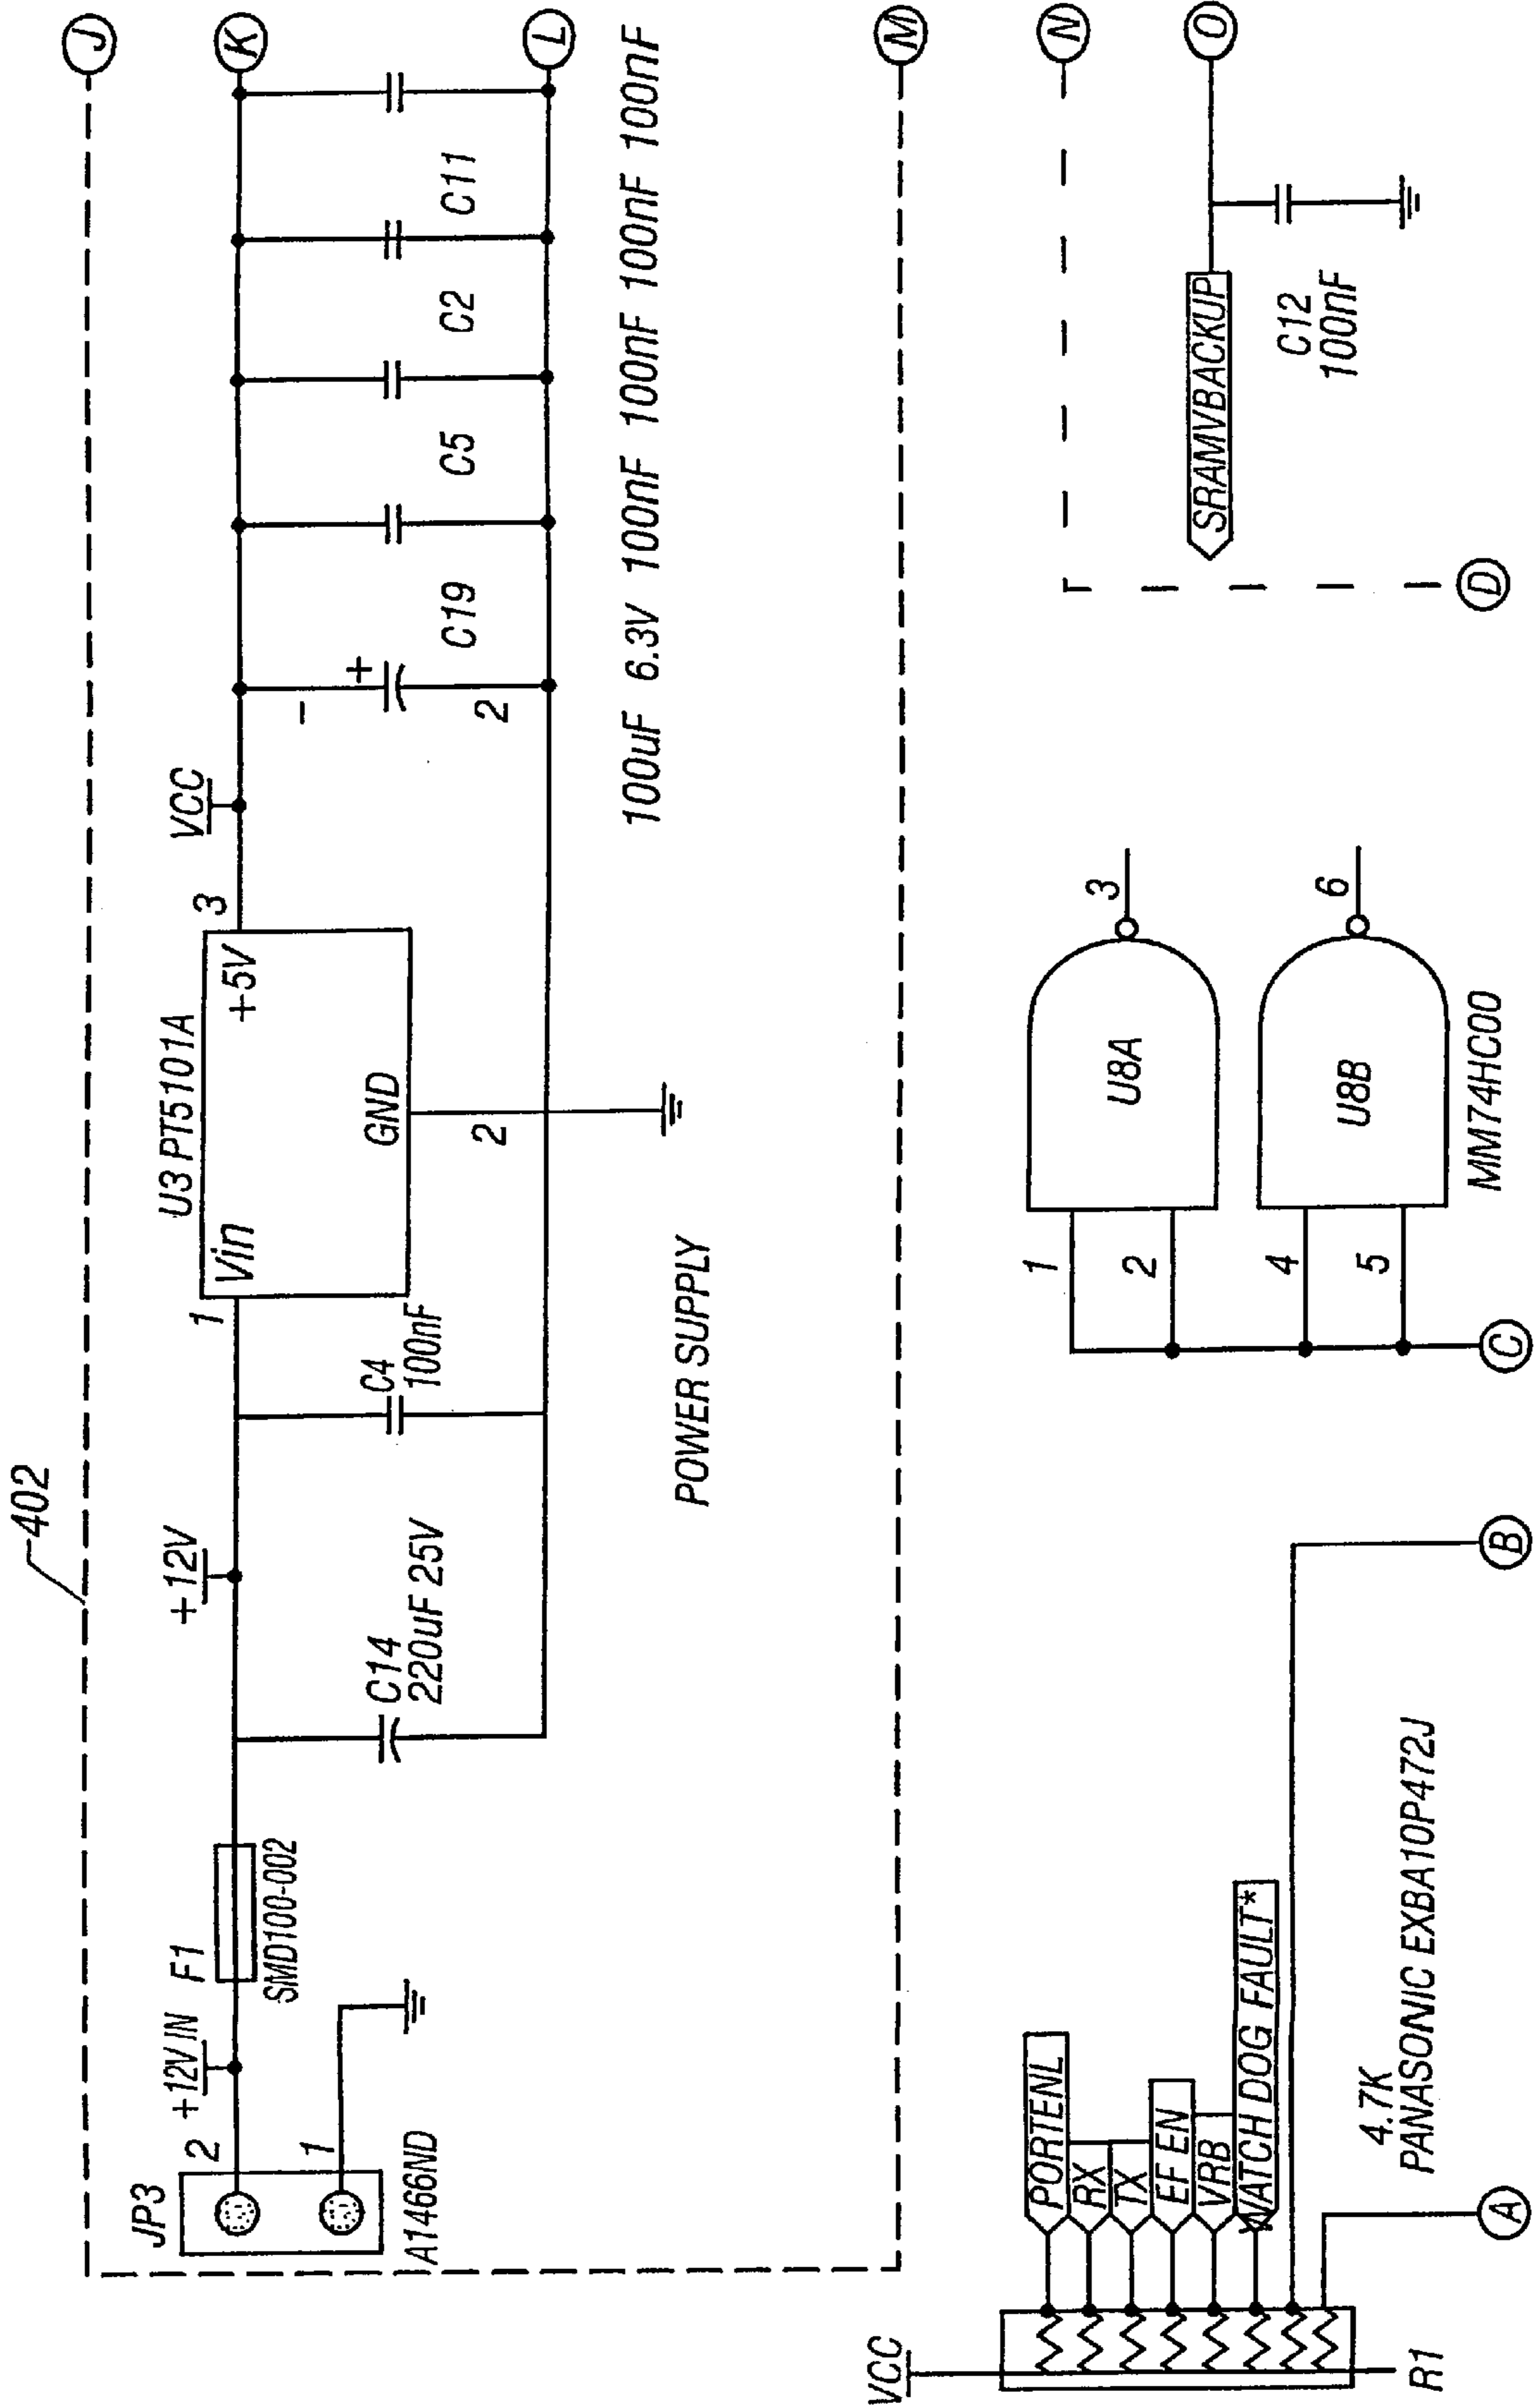 402
J
K
L
M
N
O
JP3
2
1
A1466ND
+12V IN
F1
SMD100-002
+12V
C14
220uF 25V
C4
100nF
1
U3 PT5101A
Vin
+5V
GND
3
2
VCC
-
+
2
C19
C5
C2
C11
100uF 6.3V 100nF 100nF 100nF 100nF
POWER SUPPLY
VCC
R1
PORTENL
RX
TX
EF EN
VRB
WATCH DOG FAULT*
4.7K
PANASONIC EXBA10P472J
A
B
C
1
2
U8A
3
4
5
U8B
6
MM74HC00
SRAMVBACKUP
C12
100nF
D